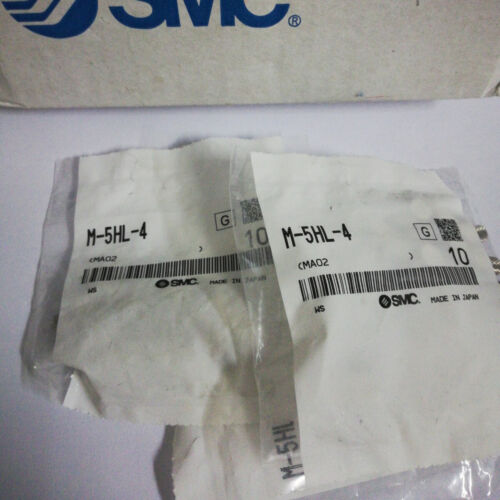 SMC®
M-5HL-4
G
(MA02 )
10
WS
SMC. MADE IN JAPAN
M-5HL-4
G
(MA02 )
10
WS
SMC. MADE IN JAPAN
M-5HL